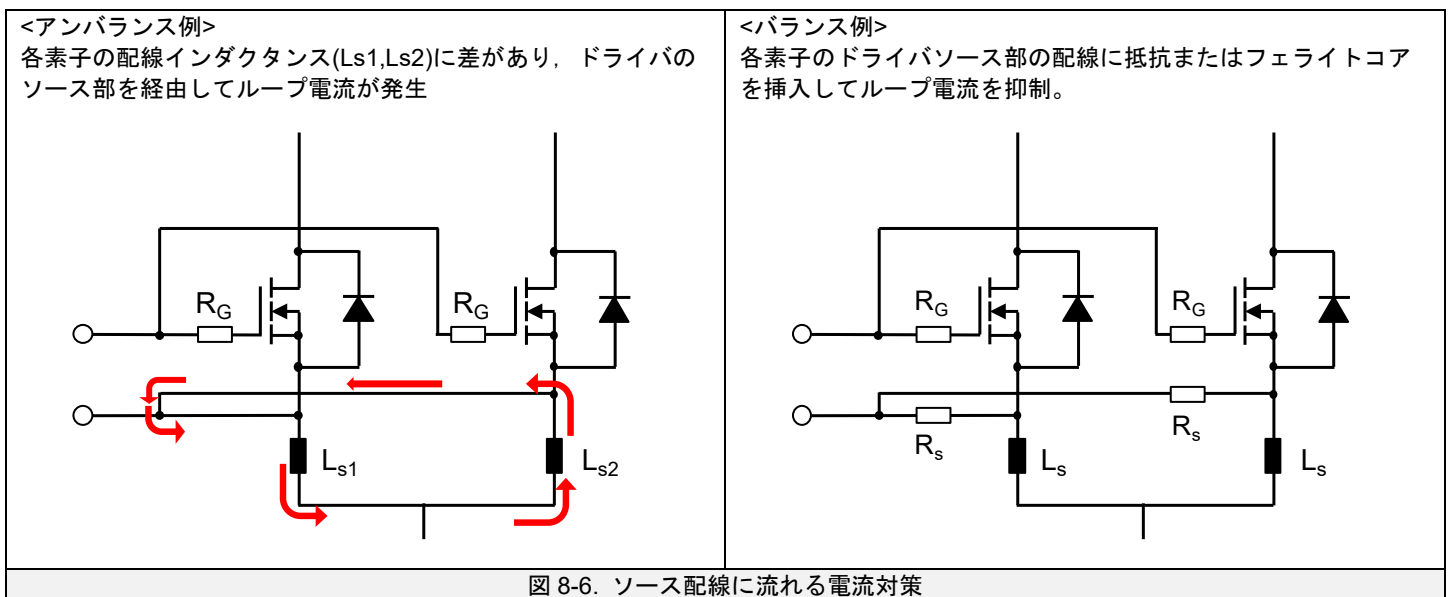 <アンバランス例>
各素子の配線インダクタンス(Ls1,Ls2)に差があり，ドライバの
ソース部を経由してループ電流が発生
RG
RG
Ls1
Ls2
<バランス例>
各素子のドライバソース部の配線に抵抗またはフェライトコア
を挿入してループ電流を抑制。
RG
RG
Rs
Rs
Ls
Ls
図 8-6. ソース配線に流れる電流対策